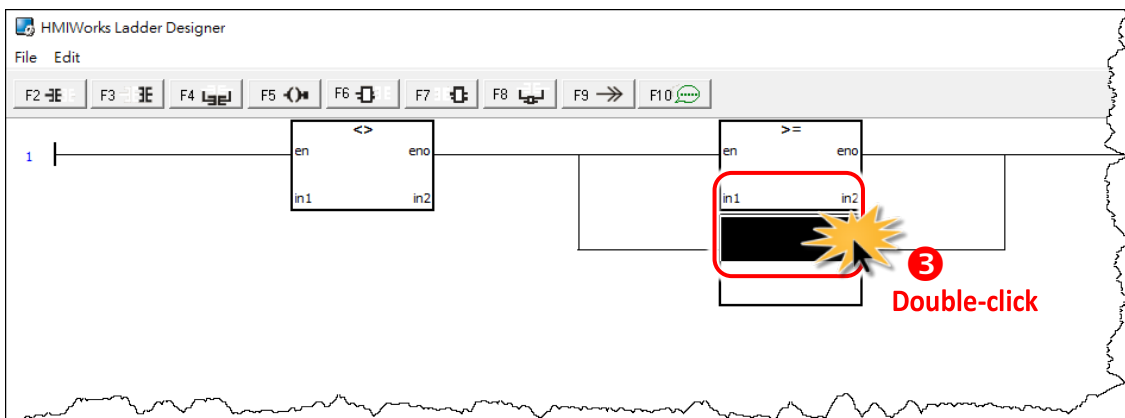 HMIWorks Ladder Designer
File Edit
F2 F3 F4 F5 F6 F7 F8 F9 F10
<> >=
1 en eno en eno
in1 in2 in1 in2
3
Double-click